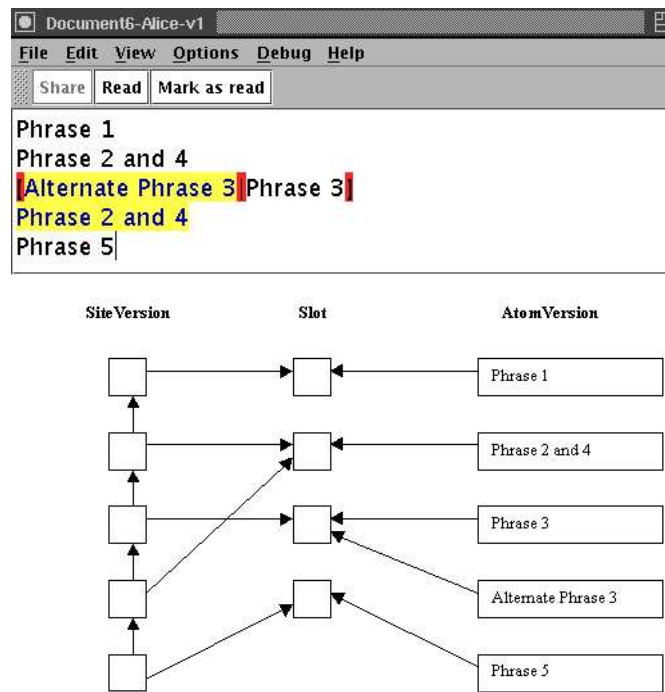 Document6-Alice-v1
File Edit View Options Debug Help
Share Read Mark as read
Phrase 1
Phrase 2 and 4
[Alternate Phrase 3|Phrase 3]
Phrase 2 and 4
Phrase 5
SiteVersion Slot AtomVersion
Phrase 1
Phrase 2 and 4
Phrase 3
Alternate Phrase 3
Phrase 5